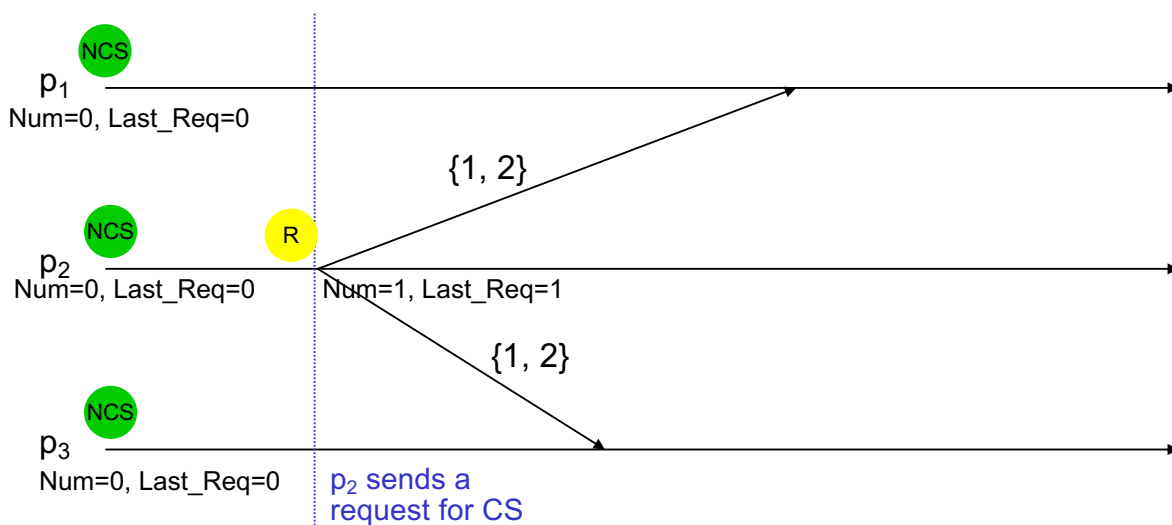 NCS
p1
Num=0, Last_Req=0
{1, 2}
NCS
R
p2
Num=0, Last_Req=0
Num=1, Last_Req=1
{1, 2}
NCS
p3
Num=0, Last_Req=0
p2 sends a
request for CS